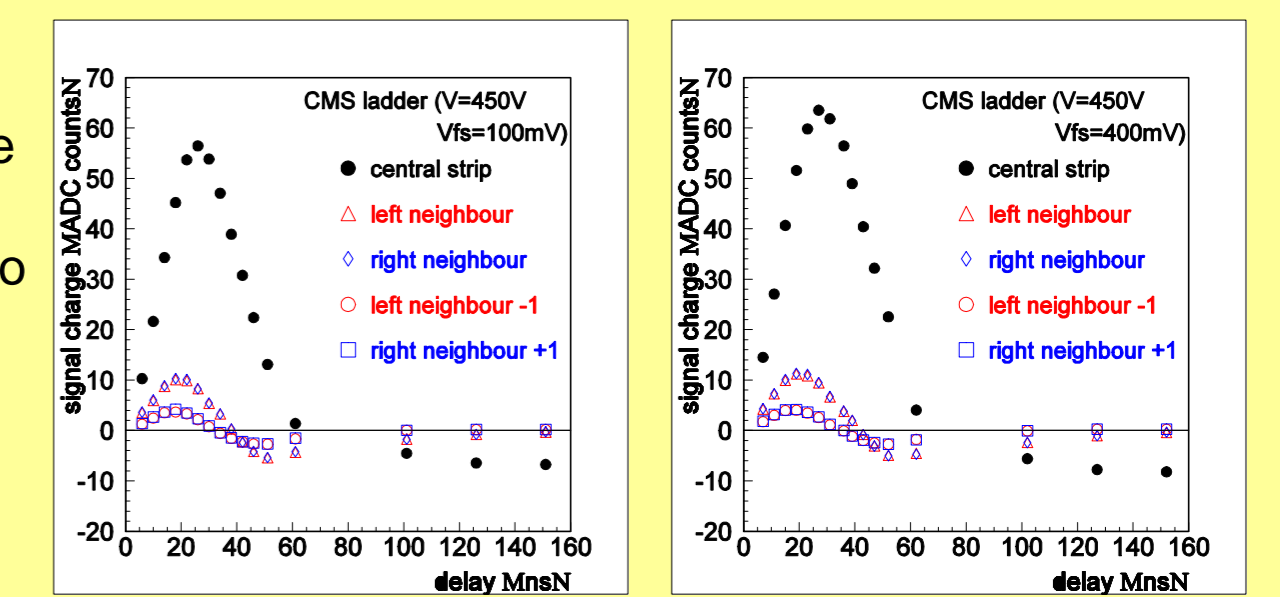 e
o
70
60
50
40
30
20
10
0
-10
-20
signal charge MADC countsN
CMS ladder (V=450V
Vfs=100mV)
central strip
left neighbour
right neighbour
left neighbour -1
right neighbour +1
0 20 40 60 80 100 120 140 160
delay MnsN
70
60
50
40
30
20
10
0
-10
-20
signal charge MADC countsN
CMS ladder (V=450V
Vfs=400mV)
central strip
left neighbour
right neighbour
left neighbour -1
right neighbour +1
0 20 40 60 80 100 120 140 160
delay MnsN